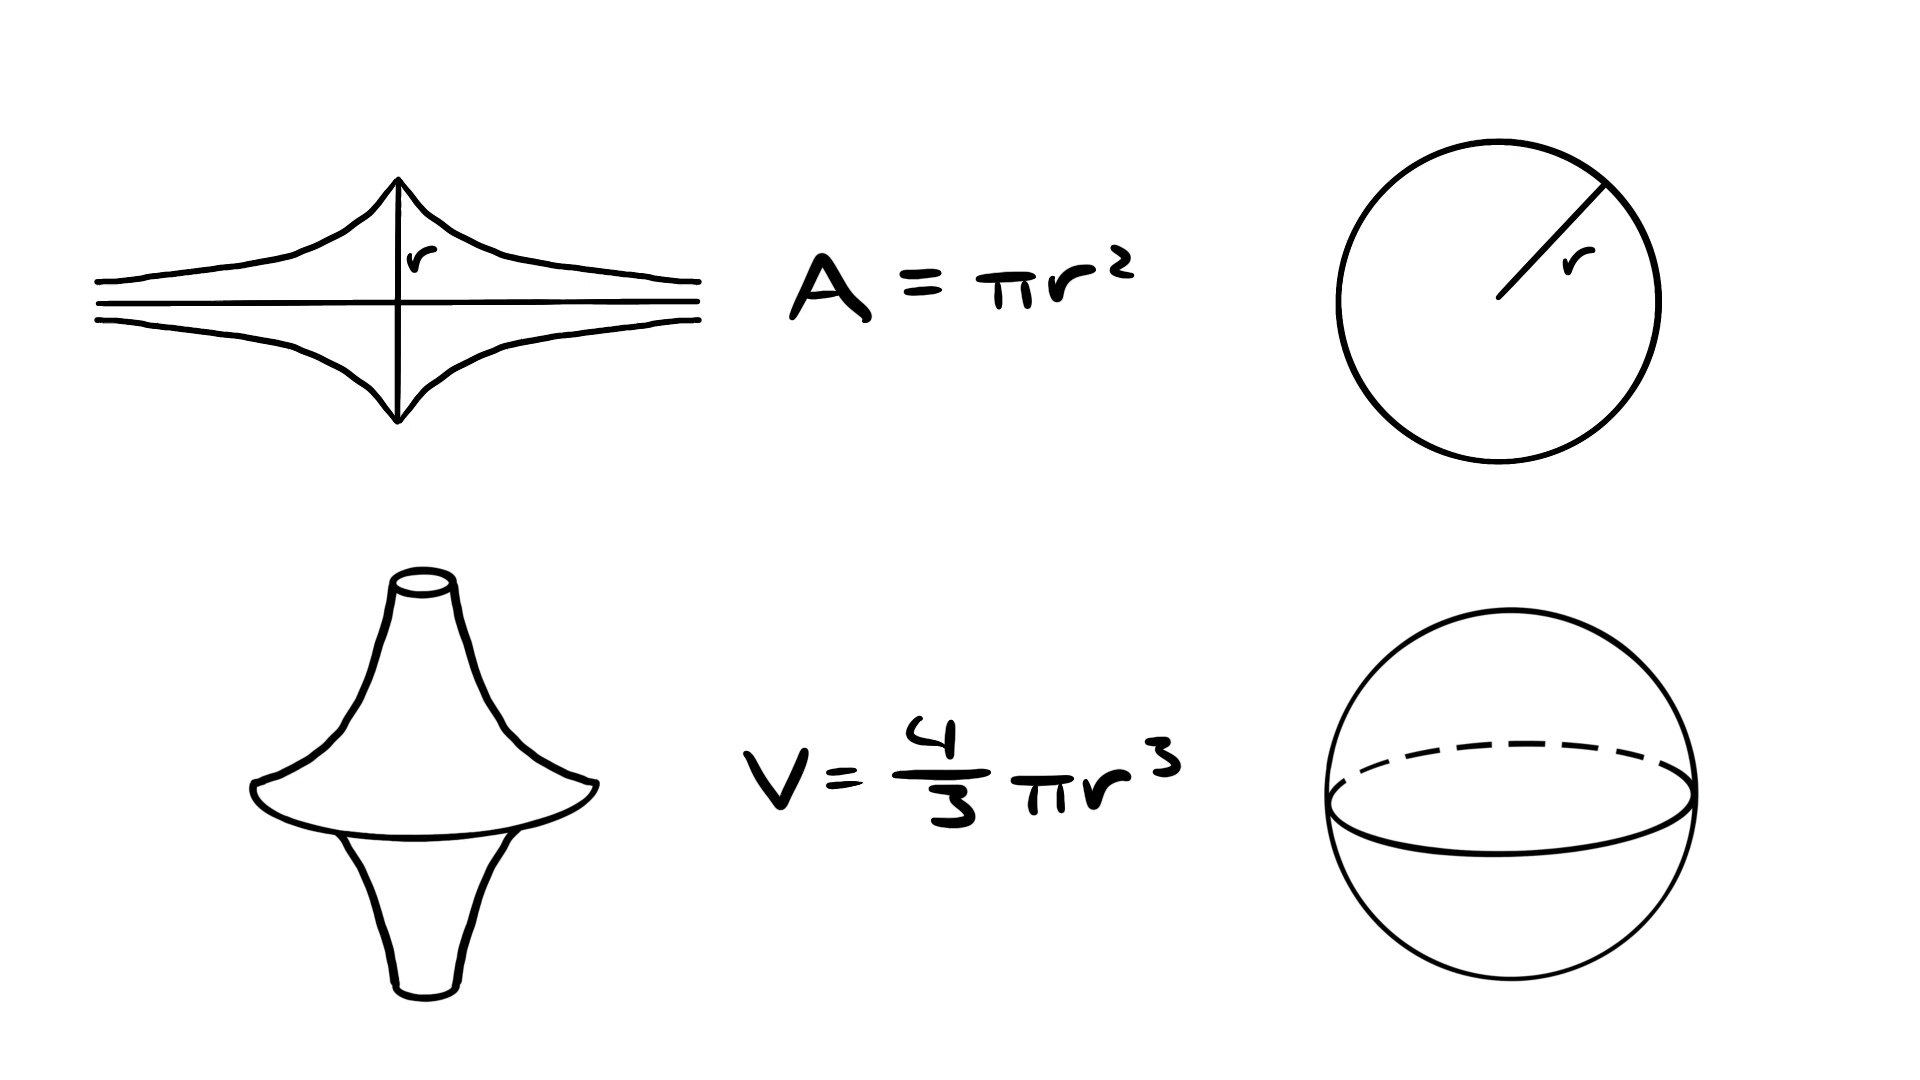 r
A = πr²
r
V = 4/3 πr³